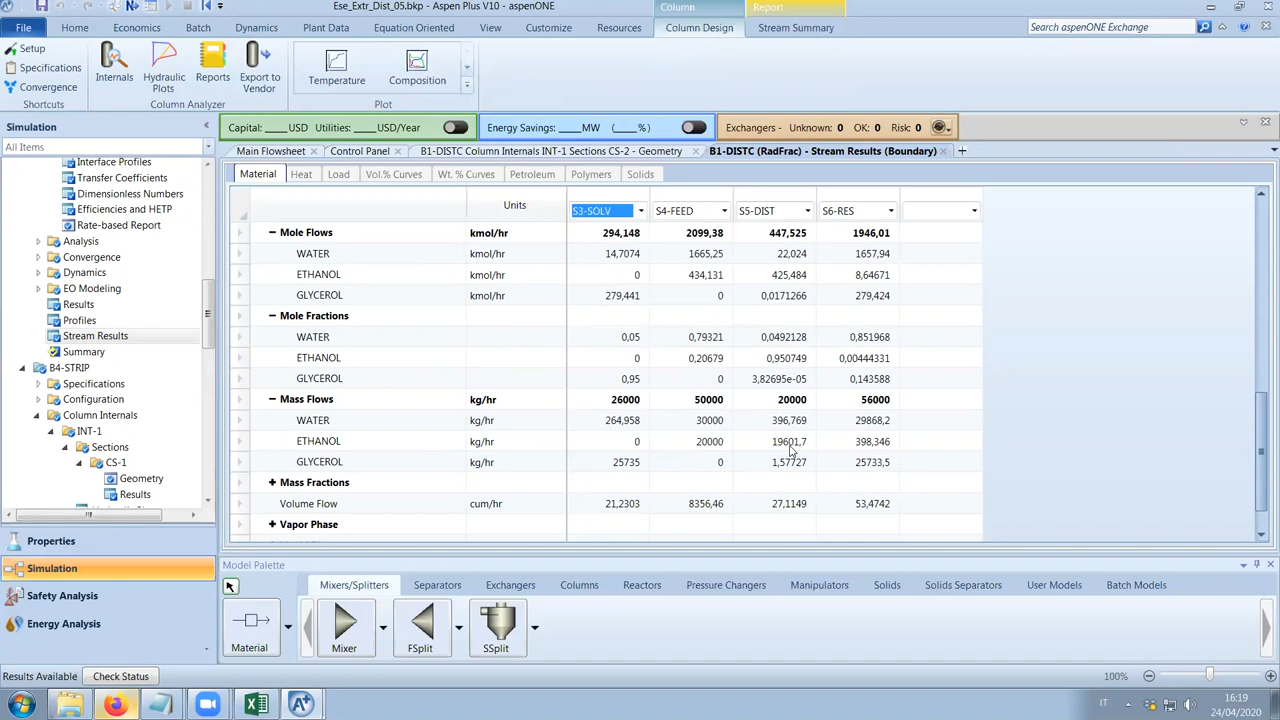 Ese_Extr_Dist_05.bkp - Aspen Plus V10 - aspenONE
Column
Report
File
Home
Economics
Batch
Dynamics
Plant Data
Equation Oriented
View
Customize
Resources
Column Design
Stream Summary
Search aspenONE Exchange
Setup
Specifications
Convergence
Shortcuts
Internals
Hydraulic Plots
Reports
Export to Vendor
Column Analyzer
Temperature
Composition
Plot
Simulation
Capital: ____ USD Utilities: ____ USD/Year
Energy Savings: ____ MW (____%)
Exchangers - Unknown: 0 OK: 0 Risk: 0
All Items
Main Flowsheet
Control Panel
B1-DISTC Column Internals INT-1 Sections CS-2 - Geometry
B1-DISTC (RadFrac) - Stream Results (Boundary)
Interface Profiles
Transfer Coefficients
Dimensionless Numbers
Efficiencies and HETP
Rate-based Report
Analysis
Convergence
Dynamics
EO Modeling
Results
Profiles
Stream Results
Summary
B4-STRIP
Specifications
Configuration
Column Internals
INT-1
Sections
CS-1
Geometry
Results
Properties
Simulation
Safety Analysis
Energy Analysis
Material Heat Load Vol.% Curves Wt. % Curves Petroleum Polymers Solids
Units S3-SOLV S4-FEED S5-DIST S6-RES
Mole Flows kmol/hr 294,148 2099,38 447,525 1946,01
WATER kmol/hr 14,7074 1665,25 22,024 1657,94
ETHANOL kmol/hr 0 434,131 425,484 8,64671
GLYCEROL kmol/hr 279,441 0 0,0171266 279,424
Mole Fractions
WATER 0,05 0,79321 0,0492128 0,851968
ETHANOL 0 0,20679 0,950749 0,00444331
GLYCEROL 0,95 0 3,82695e-05 0,143588
Mass Flows kg/hr 26000 50000 20000 56000
WATER kg/hr 264,958 30000 396,769 29868,2
ETHANOL kg/hr 0 20000 19601,7 398,346
GLYCEROL kg/hr 25735 0 1,57727 25733,5
Mass Fractions
Volume Flow cum/hr 21,2303 8356,46 27,1149 53,4742
Vapor Phase
Model Palette
Mixers/Splitters Separators Exchangers Columns Reactors Pressure Changers Manipulators Solids Solids Separators User Models Batch Models
Material
Mixer
FSplit
SSplit
Results Available Check Status
100%
IT
16:19
24/04/2020